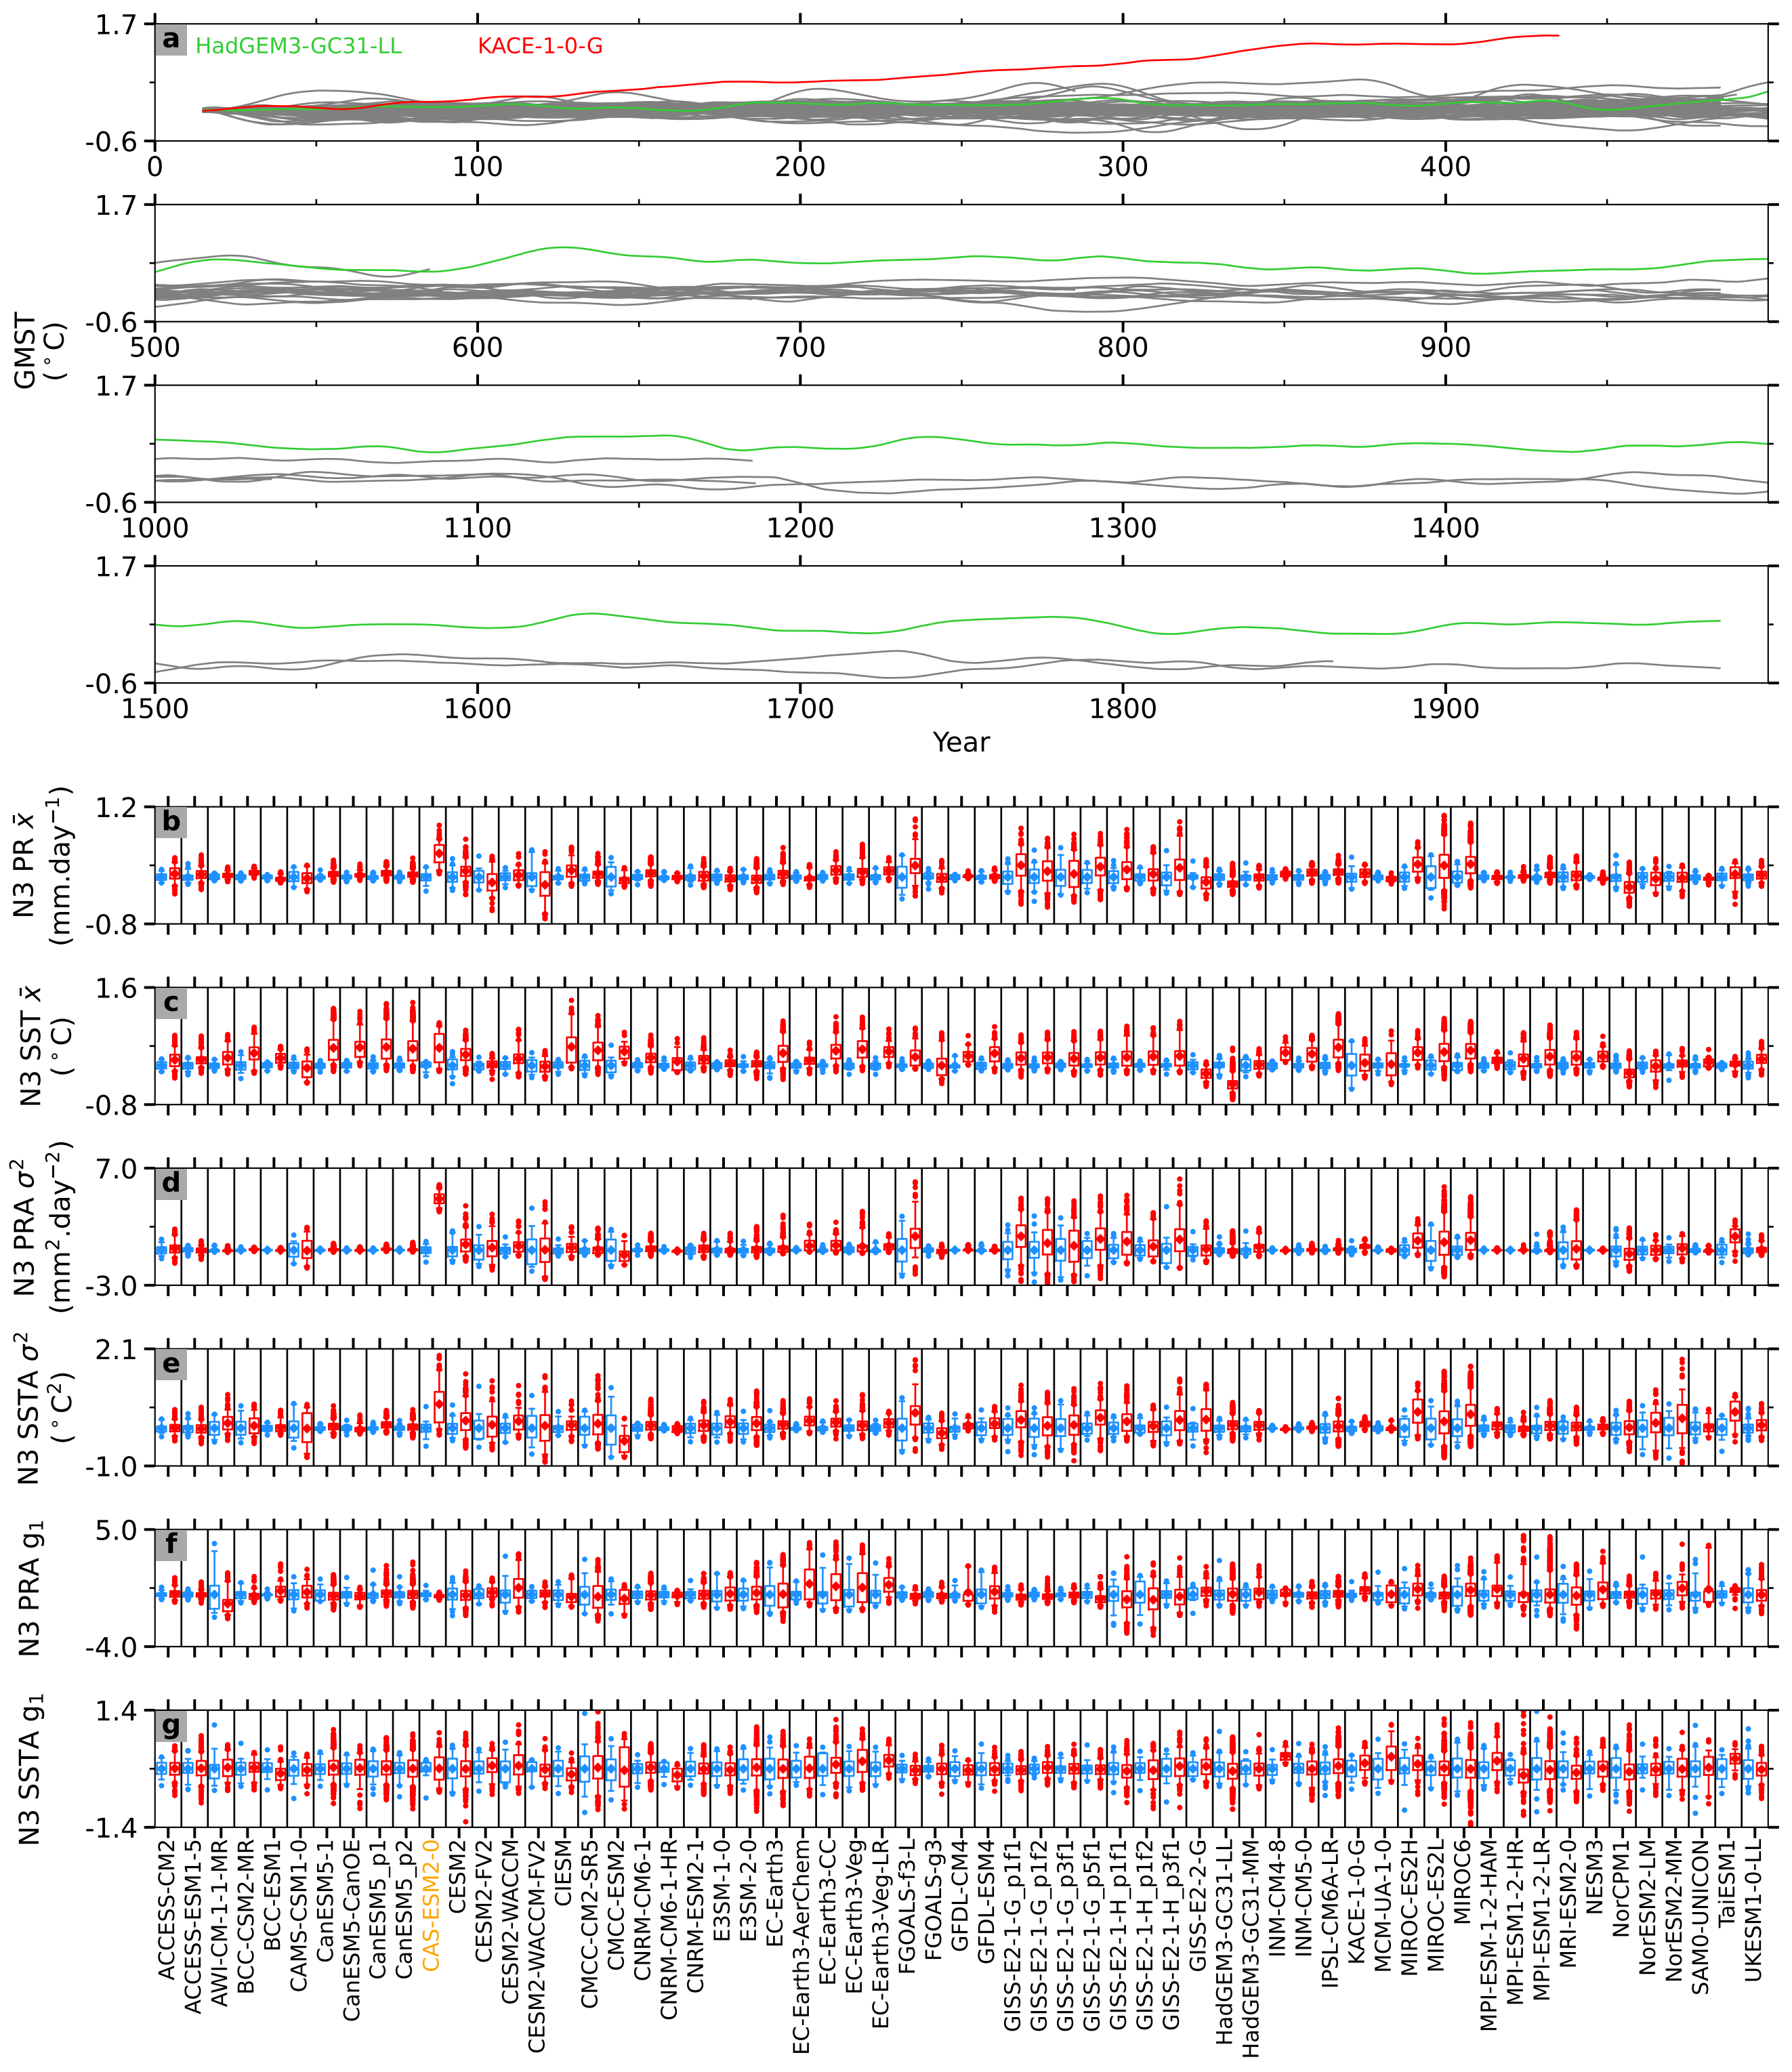 1.7
a HadGEM3-GC31-LL KACE-1-0-G
-0.6
0 100 200 300 400
1.7
-0.6
500 600 700 800 900
GMST
(°C)
1.7
-0.6
1000 1100 1200 1300 1400
1.7
-0.6
1500 1600 1700 1800 1900
Year
N3 PR x̄
(mm.day⁻¹)
1.2
b
-0.8
N3 SST x̄
(°C)
1.6
c
-0.8
N3 PRA σ²
(mm².day⁻²)
7.0
d
-3.0
N3 SSTA σ²
(°C²)
2.1
e
-1.0
N3 PRA g₁
5.0
f
-4.0
N3 SSTA g₁
1.4
g
-1.4
ACCESS-CM2
ACCESS-ESM1-5
AWI-CM-1-1-MR
BCC-CSM2-MR
BCC-ESM1
CAMS-CSM1-0
CanESM5-1
CanESM5-CanOE
CanESM5_p1
CanESM5_p2
CAS-ESM2-0
CESM2
CESM2-FV2
CESM2-WACCM
CESM2-WACCM-FV2
CIESM
CMCC-CM2-SR5
CMCC-ESM2
CNRM-CM6-1
CNRM-CM6-1-HR
CNRM-ESM2-1
E3SM-1-0
E3SM-2-0
EC-Earth3
EC-Earth3-AerChem
EC-Earth3-CC
EC-Earth3-Veg
EC-Earth3-Veg-LR
FGOALS-f3-L
FGOALS-g3
GFDL-CM4
GFDL-ESM4
GISS-E2-1-G_p1f1
GISS-E2-1-G_p1f2
GISS-E2-1-G_p3f1
GISS-E2-1-G_p5f1
GISS-E2-1-H_p1f1
GISS-E2-1-H_p1f2
GISS-E2-1-H_p3f1
GISS-E2-2-G
HadGEM3-GC31-LL
HadGEM3-GC31-MM
INM-CM4-8
INM-CM5-0
IPSL-CM6A-LR
KACE-1-0-G
MCM-UA-1-0
MIROC-ES2H
MIROC-ES2L
MIROC6
MPI-ESM-1-2-HAM
MPI-ESM1-2-HR
MPI-ESM1-2-LR
MRI-ESM2-0
NESM3
NorCPM1
NorESM2-LM
NorESM2-MM
SAM0-UNICON
TaiESM1
UKESM1-0-LL